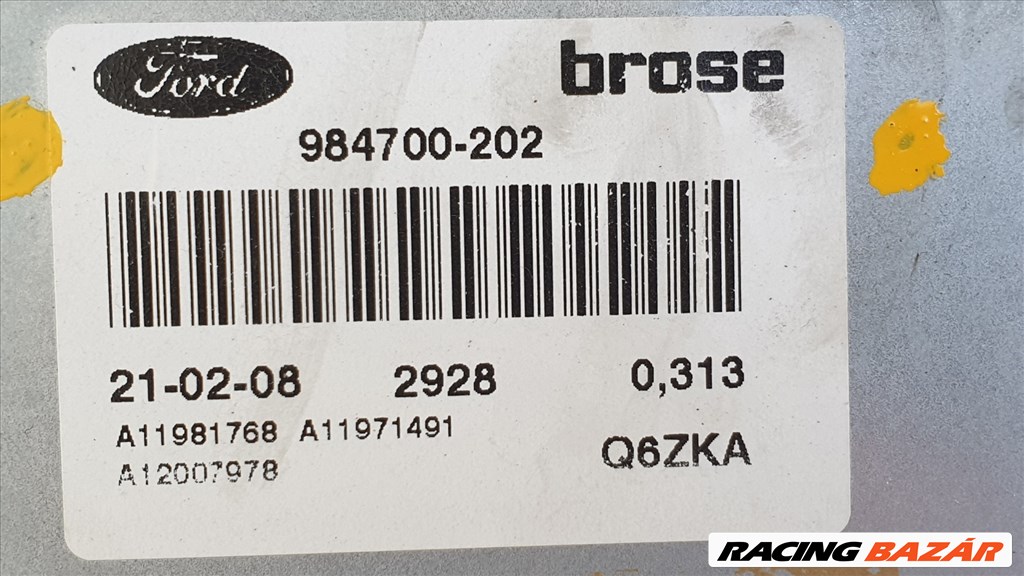 Ford brose
984700-202
21-02-08 2928 0,313
A11981768 A11971491
A12007978 Q6ZKA
RACING BAZÁR